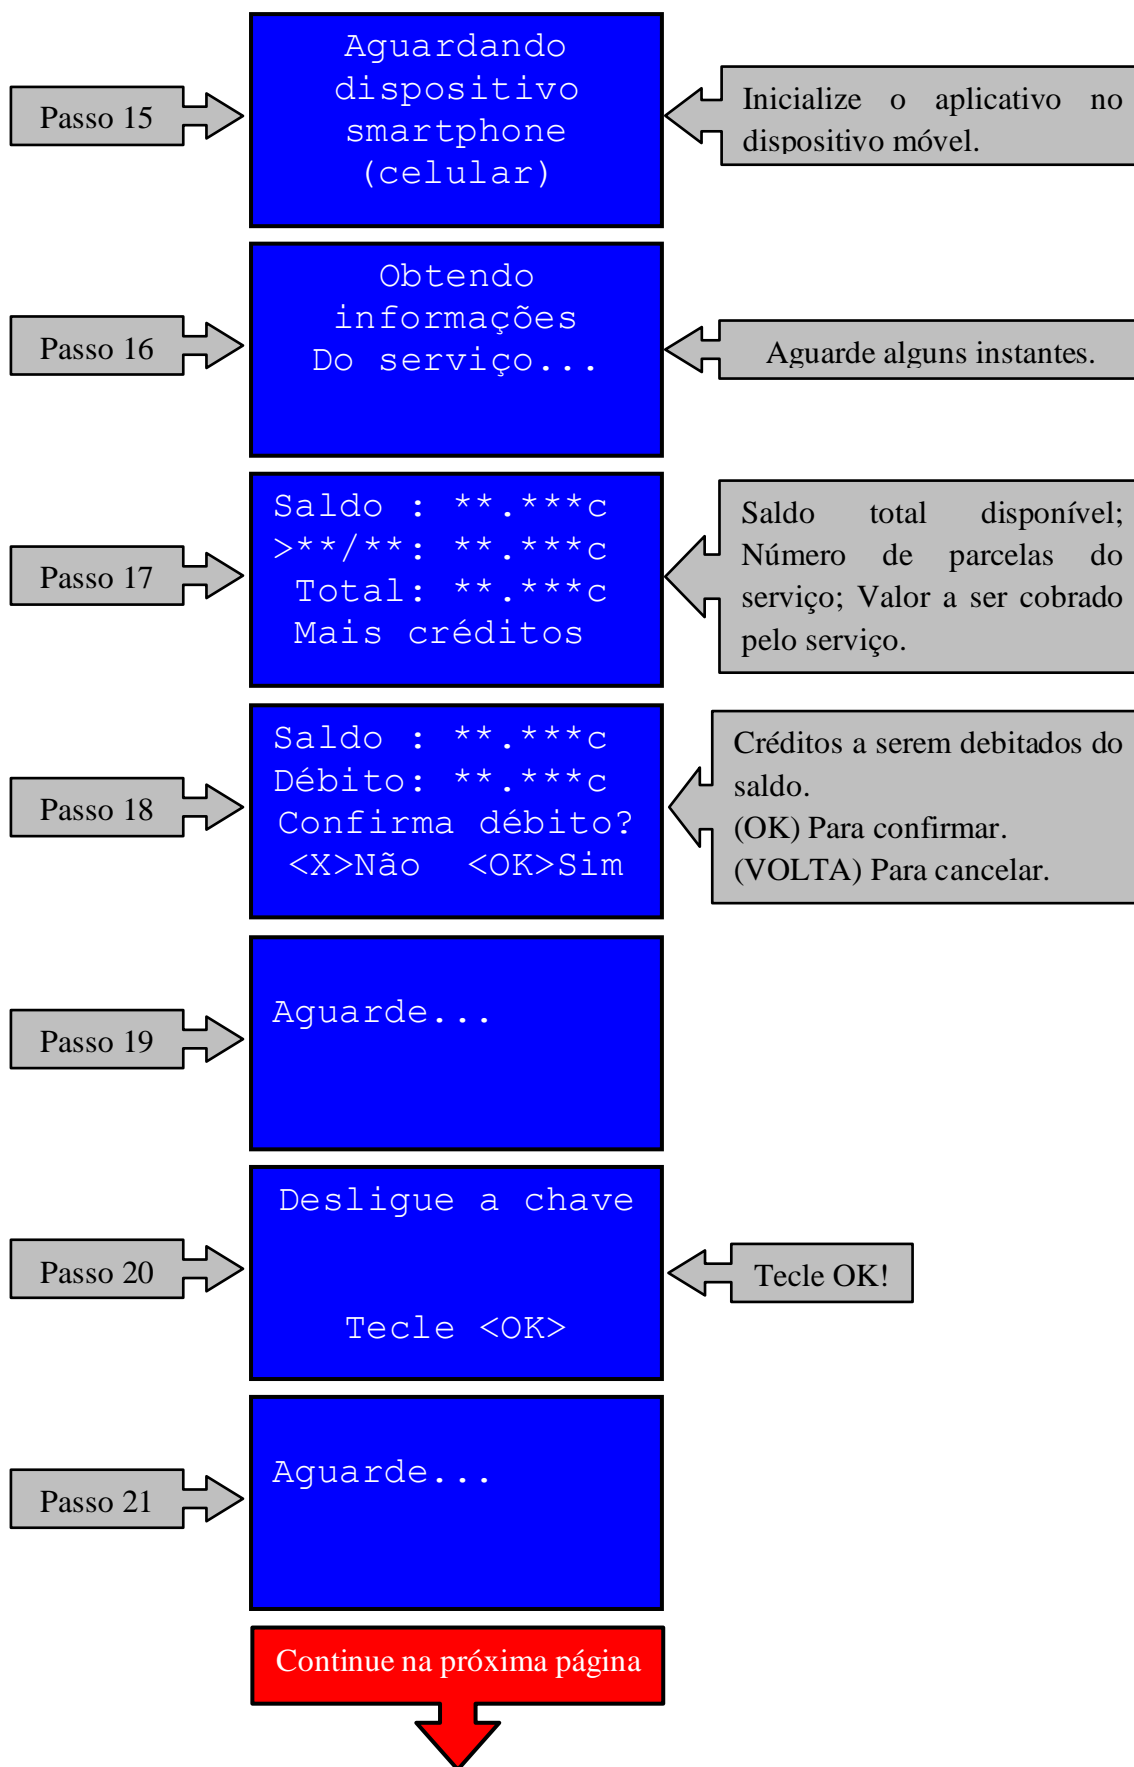 Passo 15
Aguardando
dispositivo
smartphone
(celular)
Inicialize o aplicativo no
dispositivo móvel.
Passo 16
Obtendo
informações
Do serviço...
Aguarde alguns instantes.
Passo 17
Saldo : **.***c
>**/**: **.***c
Total: **.***c
Mais créditos
Saldo total disponível;
Número de parcelas do
serviço; Valor a ser cobrado
pelo serviço.
Passo 18
Saldo : **.***c
Débito: **.***c
Confirma débito?
<X>Não <OK>Sim
Créditos a serem debitados do
saldo.
(OK) Para confirmar.
(VOLTA) Para cancelar.
Passo 19
Aguarde...
Passo 20
Desligue a chave
Tecle <OK>
Tecle OK!
Passo 21
Aguarde...
Continue na próxima página